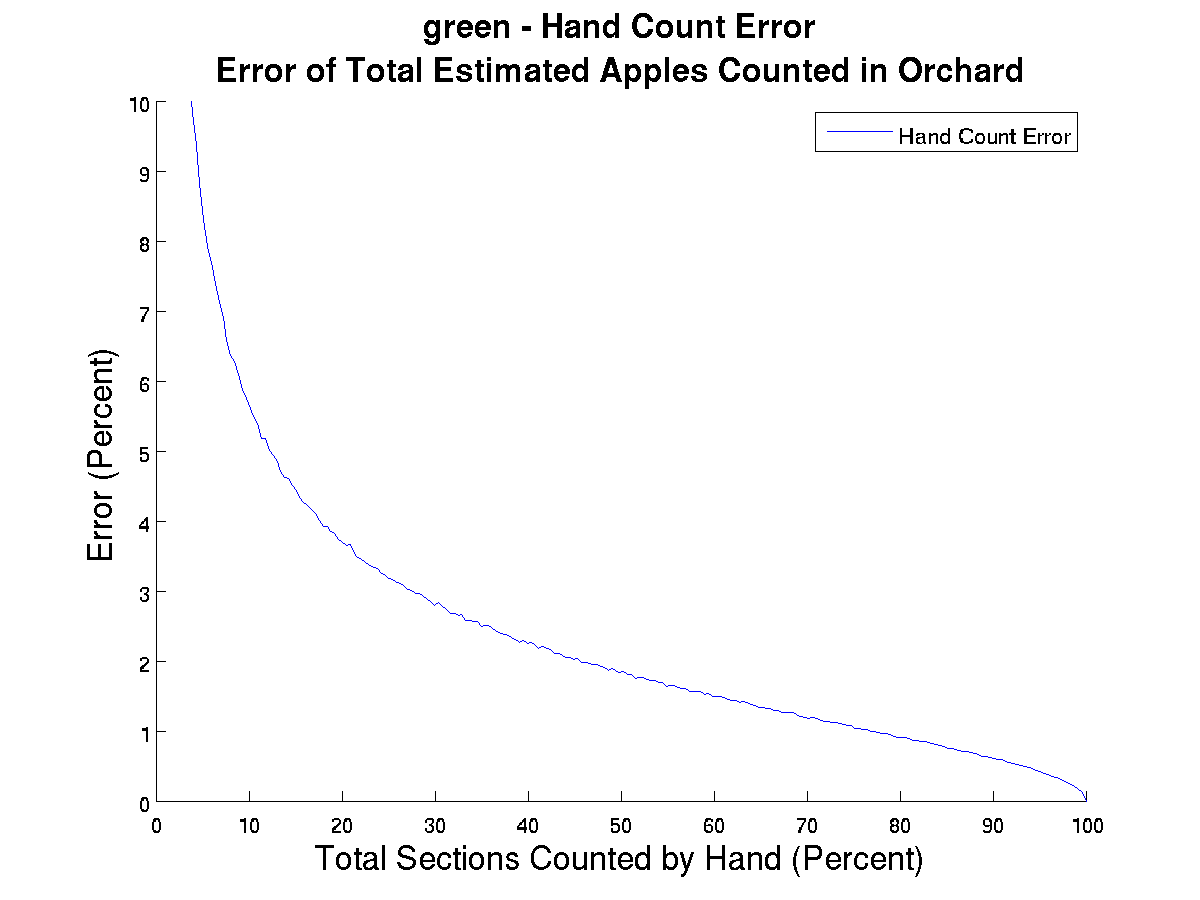 green - Hand Count Error
Error of Total Estimated Apples Counted in Orchard
Hand Count Error
10
9
8
7
6
5
4
3
2
1
0
Error (Percent)
0 10 20 30 40 50 60 70 80 90 100
Total Sections Counted by Hand (Percent)